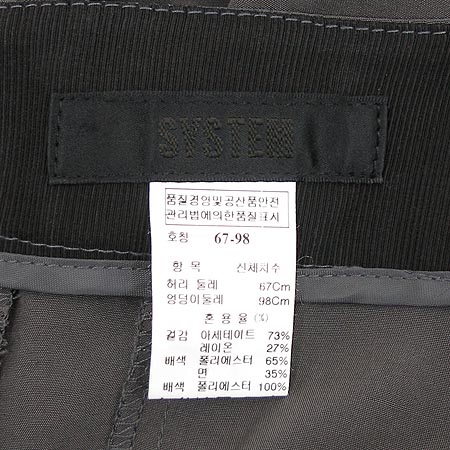 SYSTEM
품질경영및공산품안전
관리법에의한품질표시
호칭 67-98
항 목 신체치수
허리 둘레 67Cm
엉덩이둘레 98Cm
혼 용 율 (%)
겉감 아세테이트 73%
레이온 27%
배색 폴리에스터 65%
면 35%
배색 폴리에스터 100%